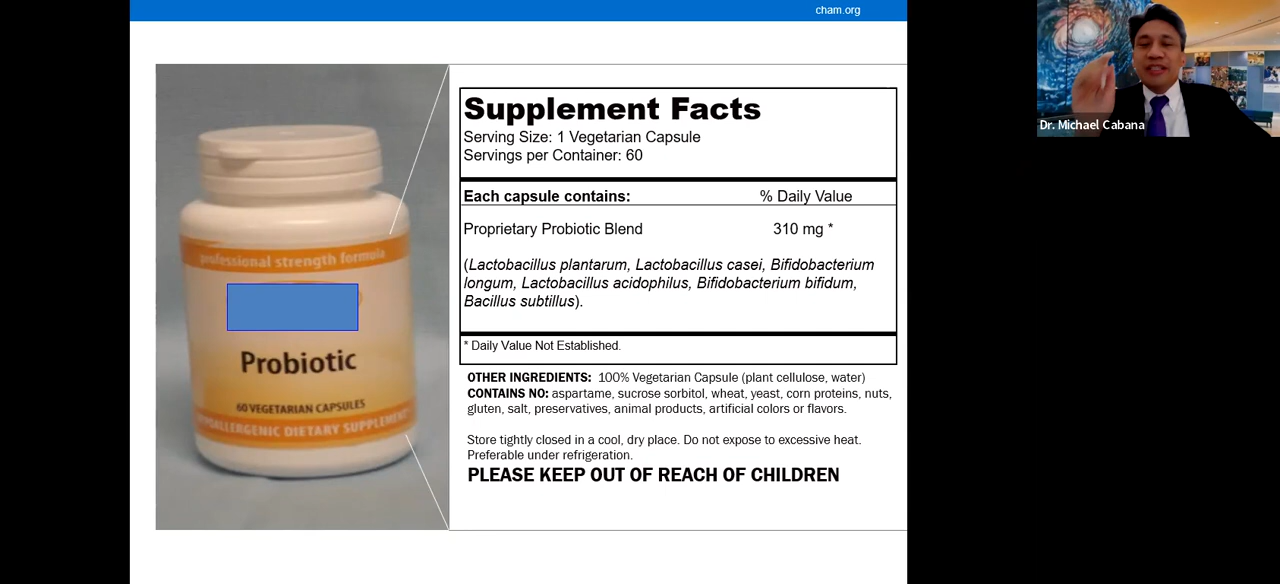 cham.org
Dr. Michael Cabana
professional strength formula
Probiotic
60 VEGETARIAN CAPSULES
DIETARY SUPPLEMENT
Supplement Facts
Serving Size: 1 Vegetarian Capsule
Servings per Container: 60
Each capsule contains: % Daily Value
Proprietary Probiotic Blend 310 mg *
(Lactobacillus plantarum, Lactobacillus casei, Bifidobacterium
longum, Lactobacillus acidophilus, Bifidobacterium bifidum,
Bacillus subtillus).
* Daily Value Not Established.
OTHER INGREDIENTS: 100% Vegetarian Capsule (plant cellulose, water)
CONTAINS NO: aspartame, sucrose sorbitol, wheat, yeast, corn proteins, nuts,
gluten, salt, preservatives, animal products, artificial colors or flavors.
Store tightly closed in a cool, dry place. Do not expose to excessive heat.
Preferable under refrigeration.
PLEASE KEEP OUT OF REACH OF CHILDREN